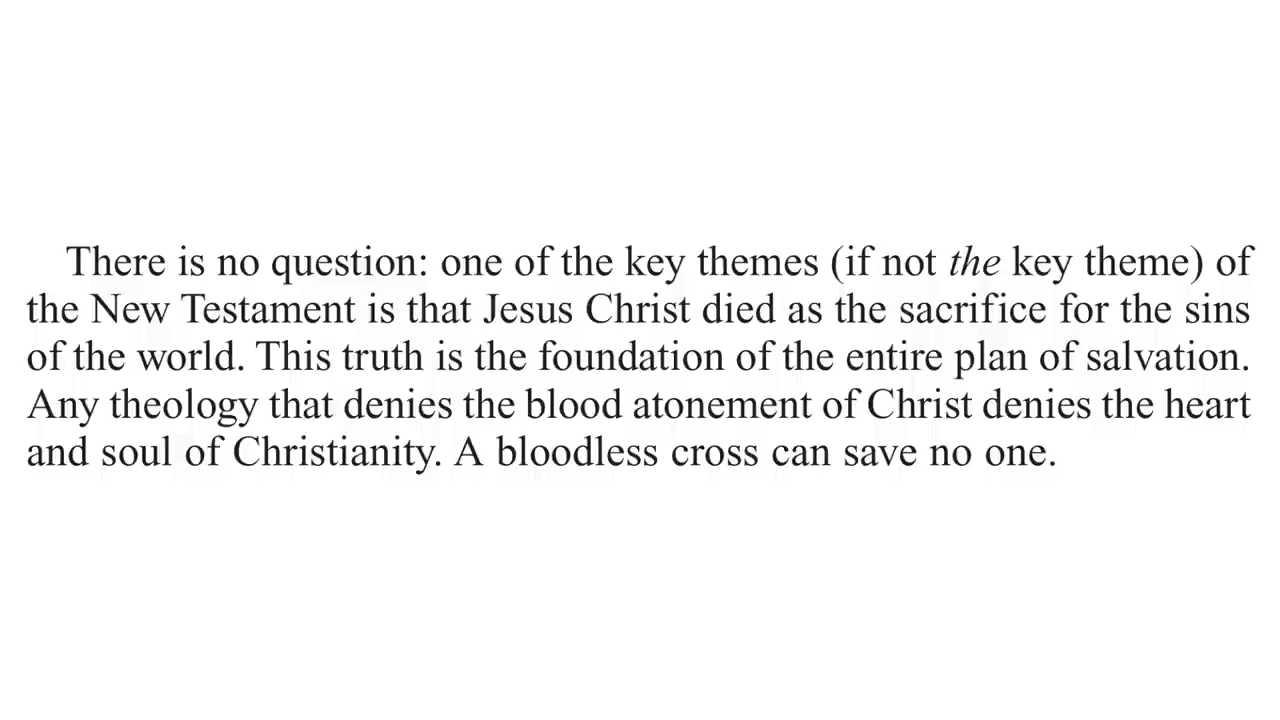 There is no question: one of the key themes (if not the key theme) of
the New Testament is that Jesus Christ died as the sacrifice for the sins
of the world. This truth is the foundation of the entire plan of salvation.
Any theology that denies the blood atonement of Christ denies the heart
and soul of Christianity. A bloodless cross can save no one.